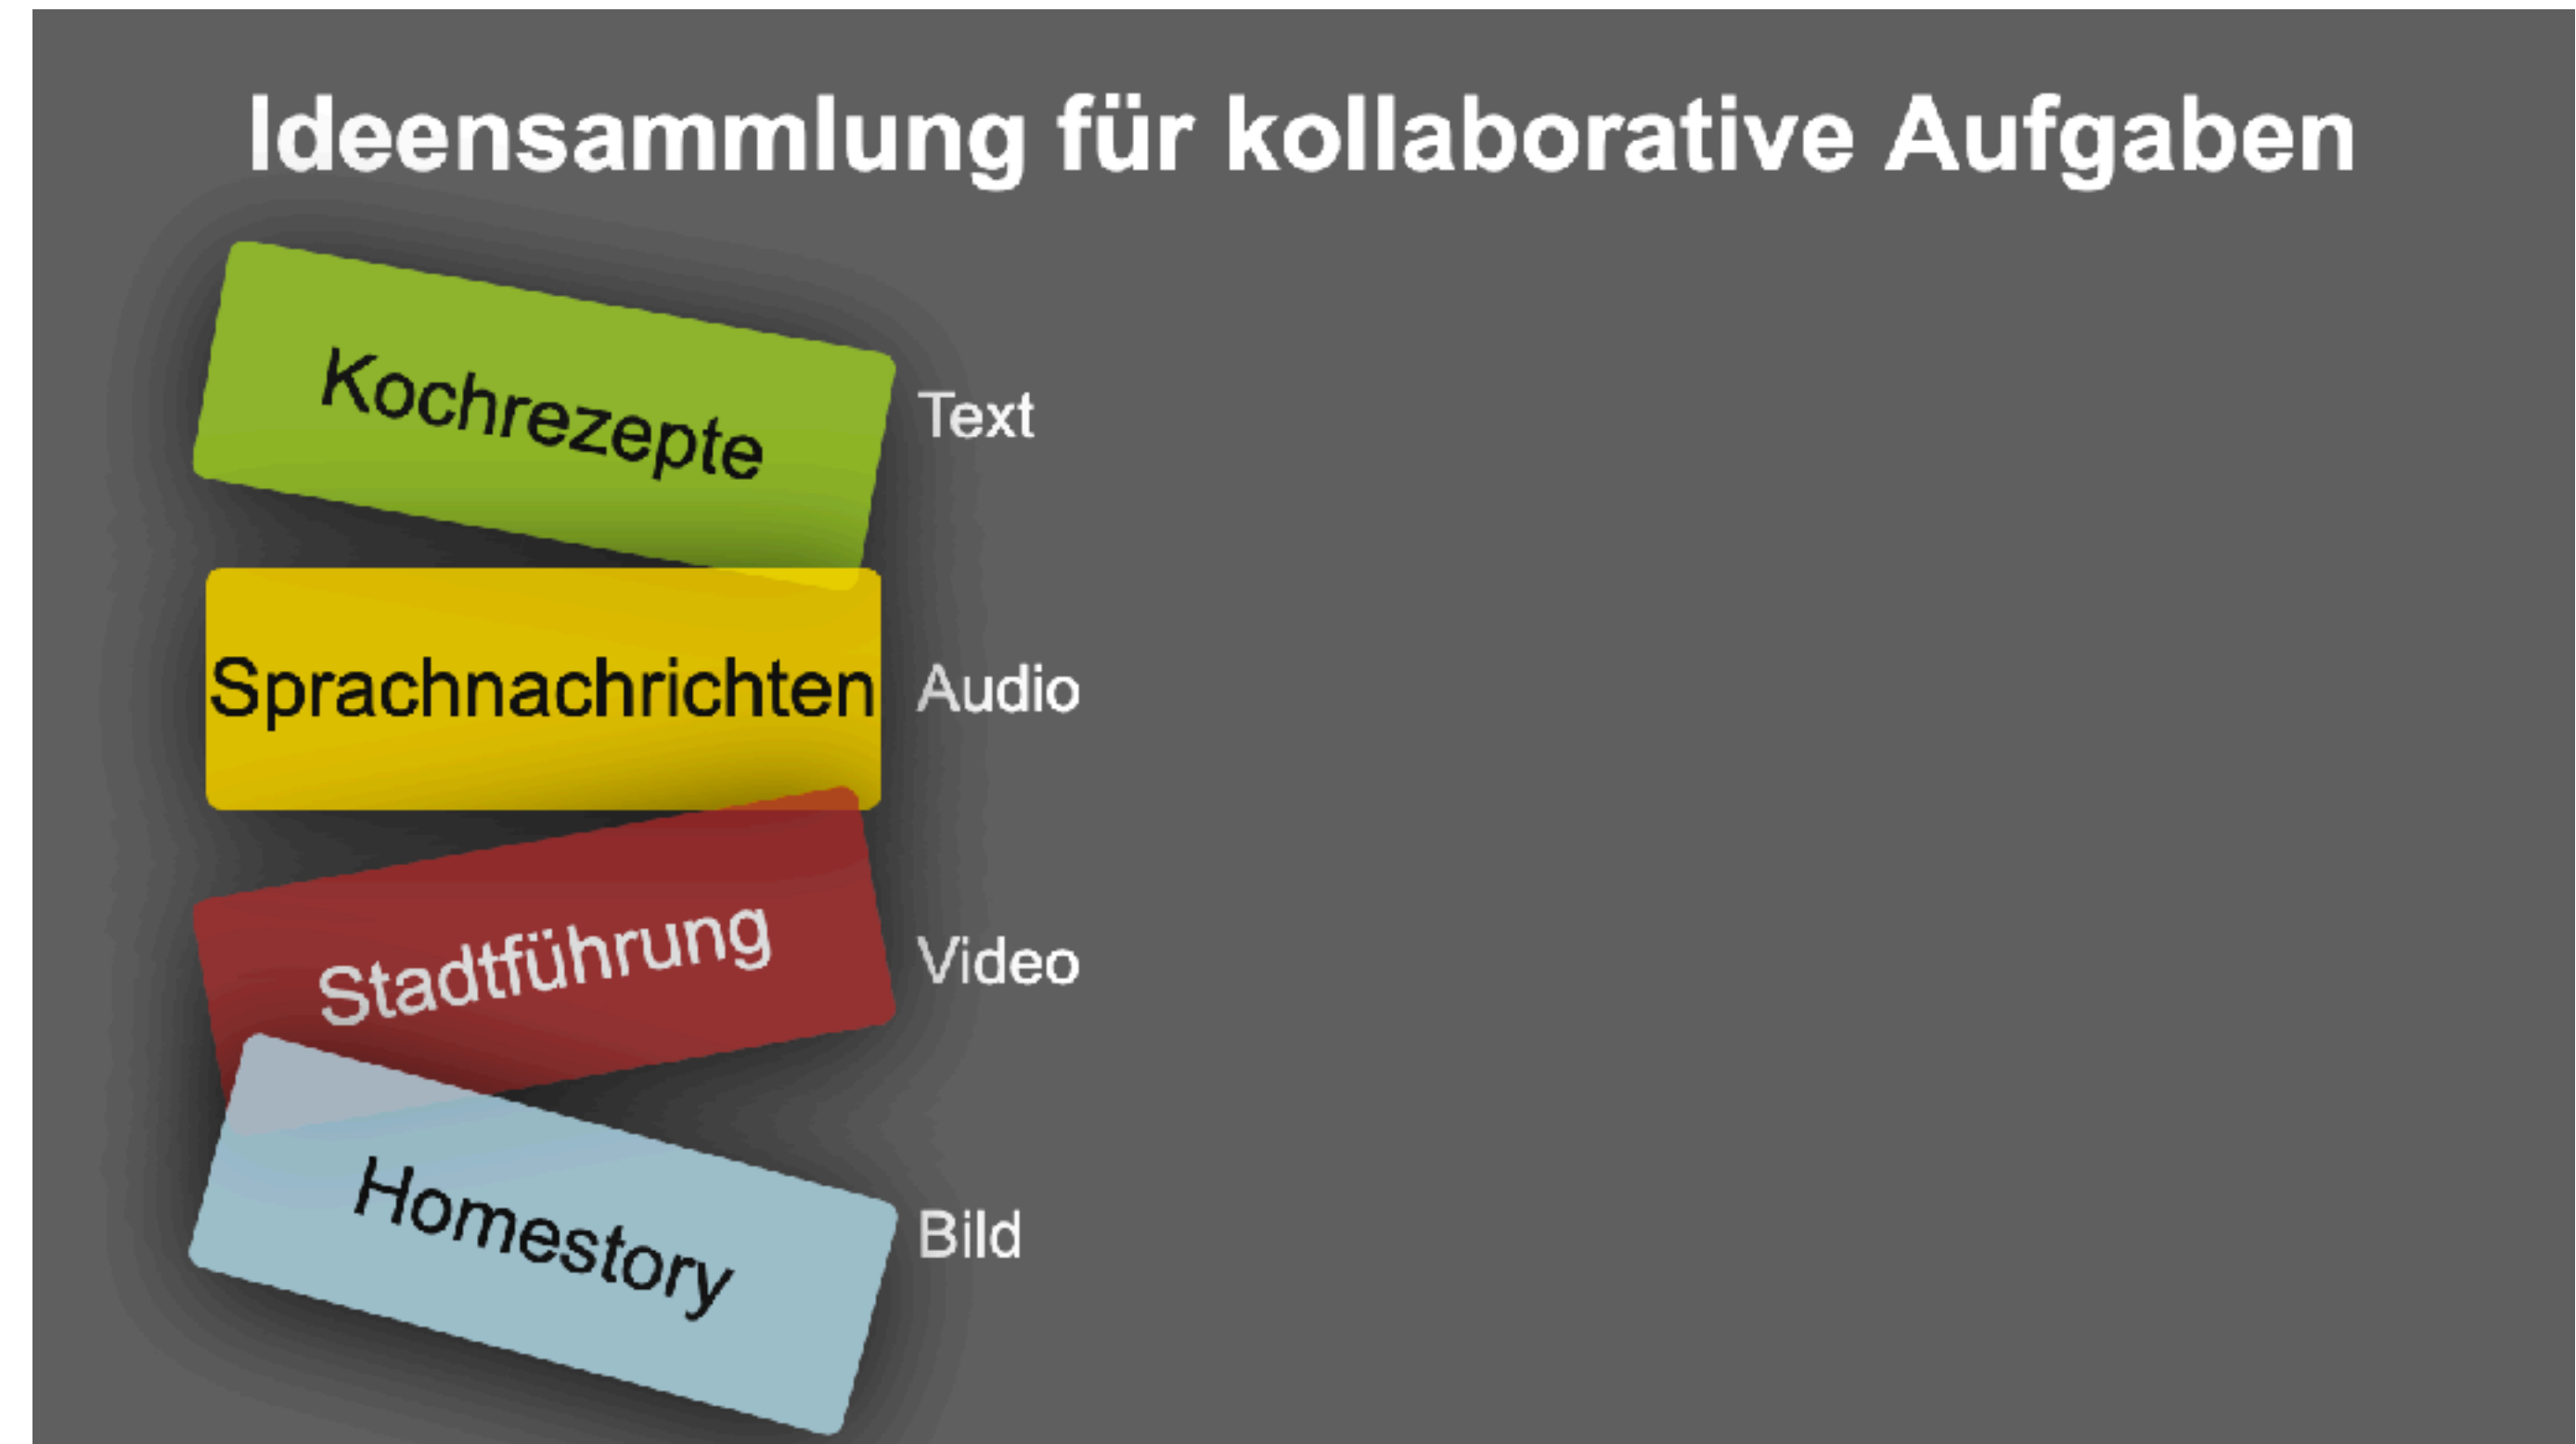 Ideensammlung für kollaborative Aufgaben
Kochrezepte
Text
Sprachnachrichten
Audio
Stadtführung
Video
Homestory
Bild